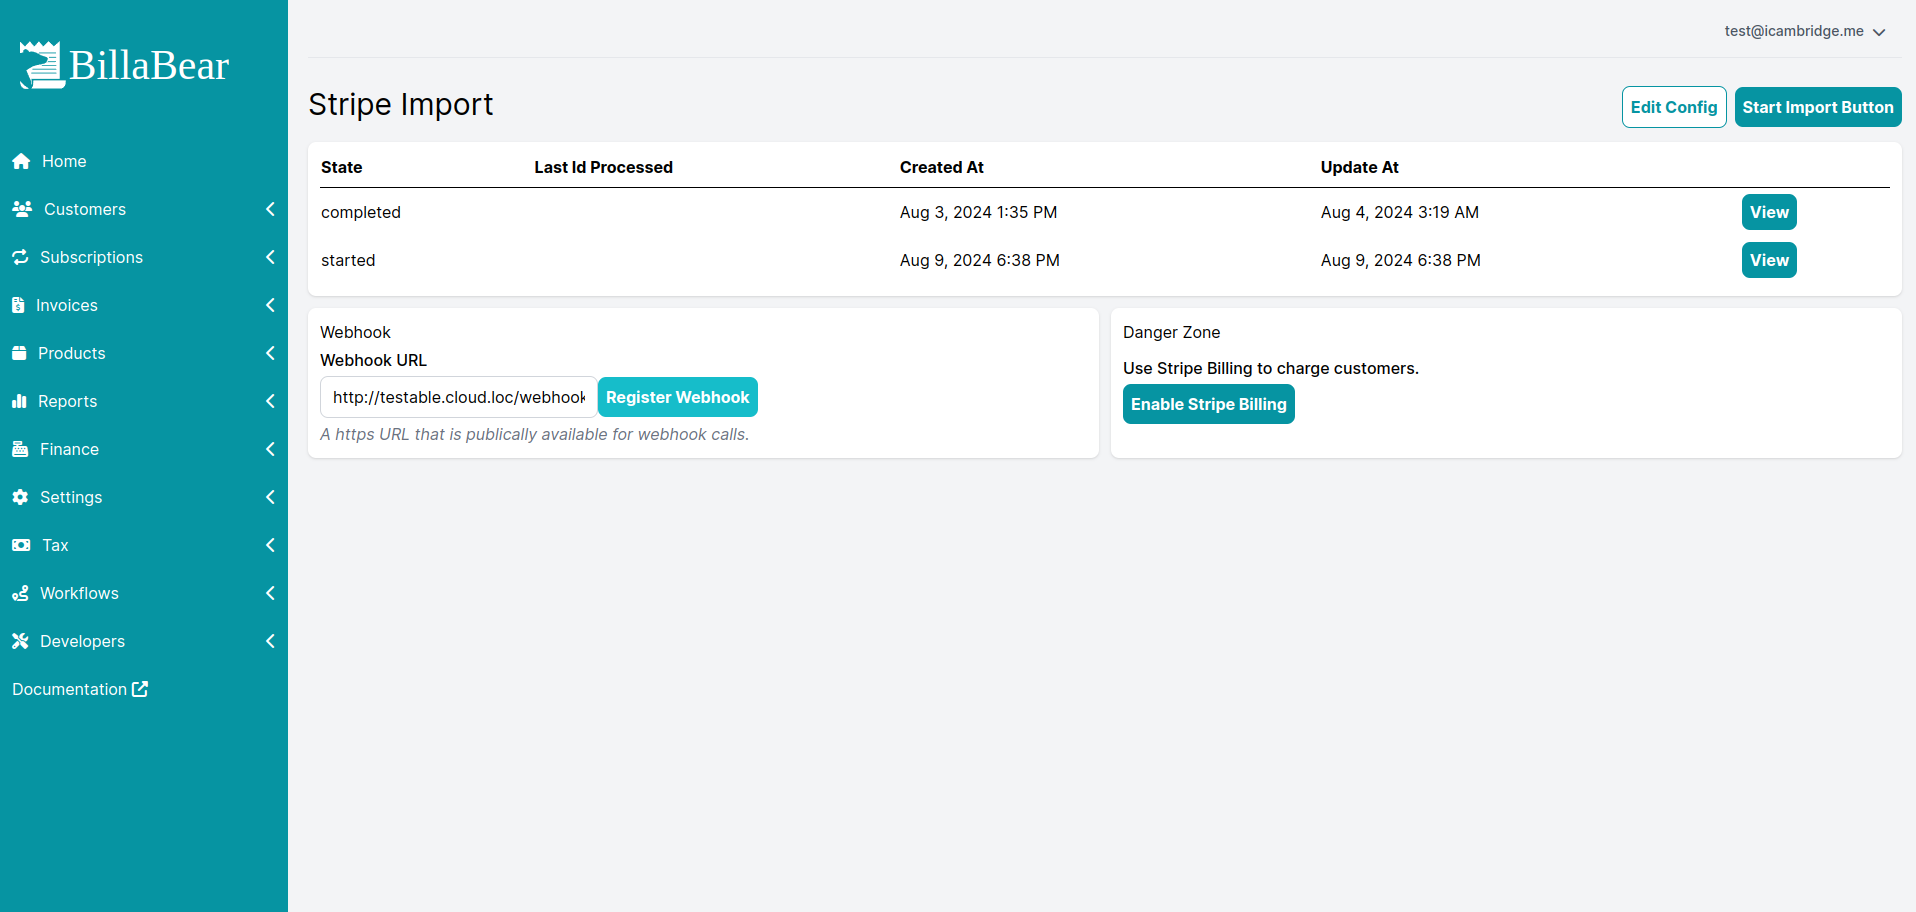 BillaBear
test@icambridge.me
Home
Customers
Subscriptions
Invoices
Products
Reports
Finance
Settings
Tax
Workflows
Developers
Documentation
Stripe Import
Edit Config
Start Import Button
State Last Id Processed Created At Update At
completed Aug 3, 2024 1:35 PM Aug 4, 2024 3:19 AM View
started Aug 9, 2024 6:38 PM Aug 9, 2024 6:38 PM View
Webhook
Webhook URL
http://testable.cloud.loc/webhook
Register Webhook
A https URL that is publically available for webhook calls.
Danger Zone
Use Stripe Billing to charge customers.
Enable Stripe Billing